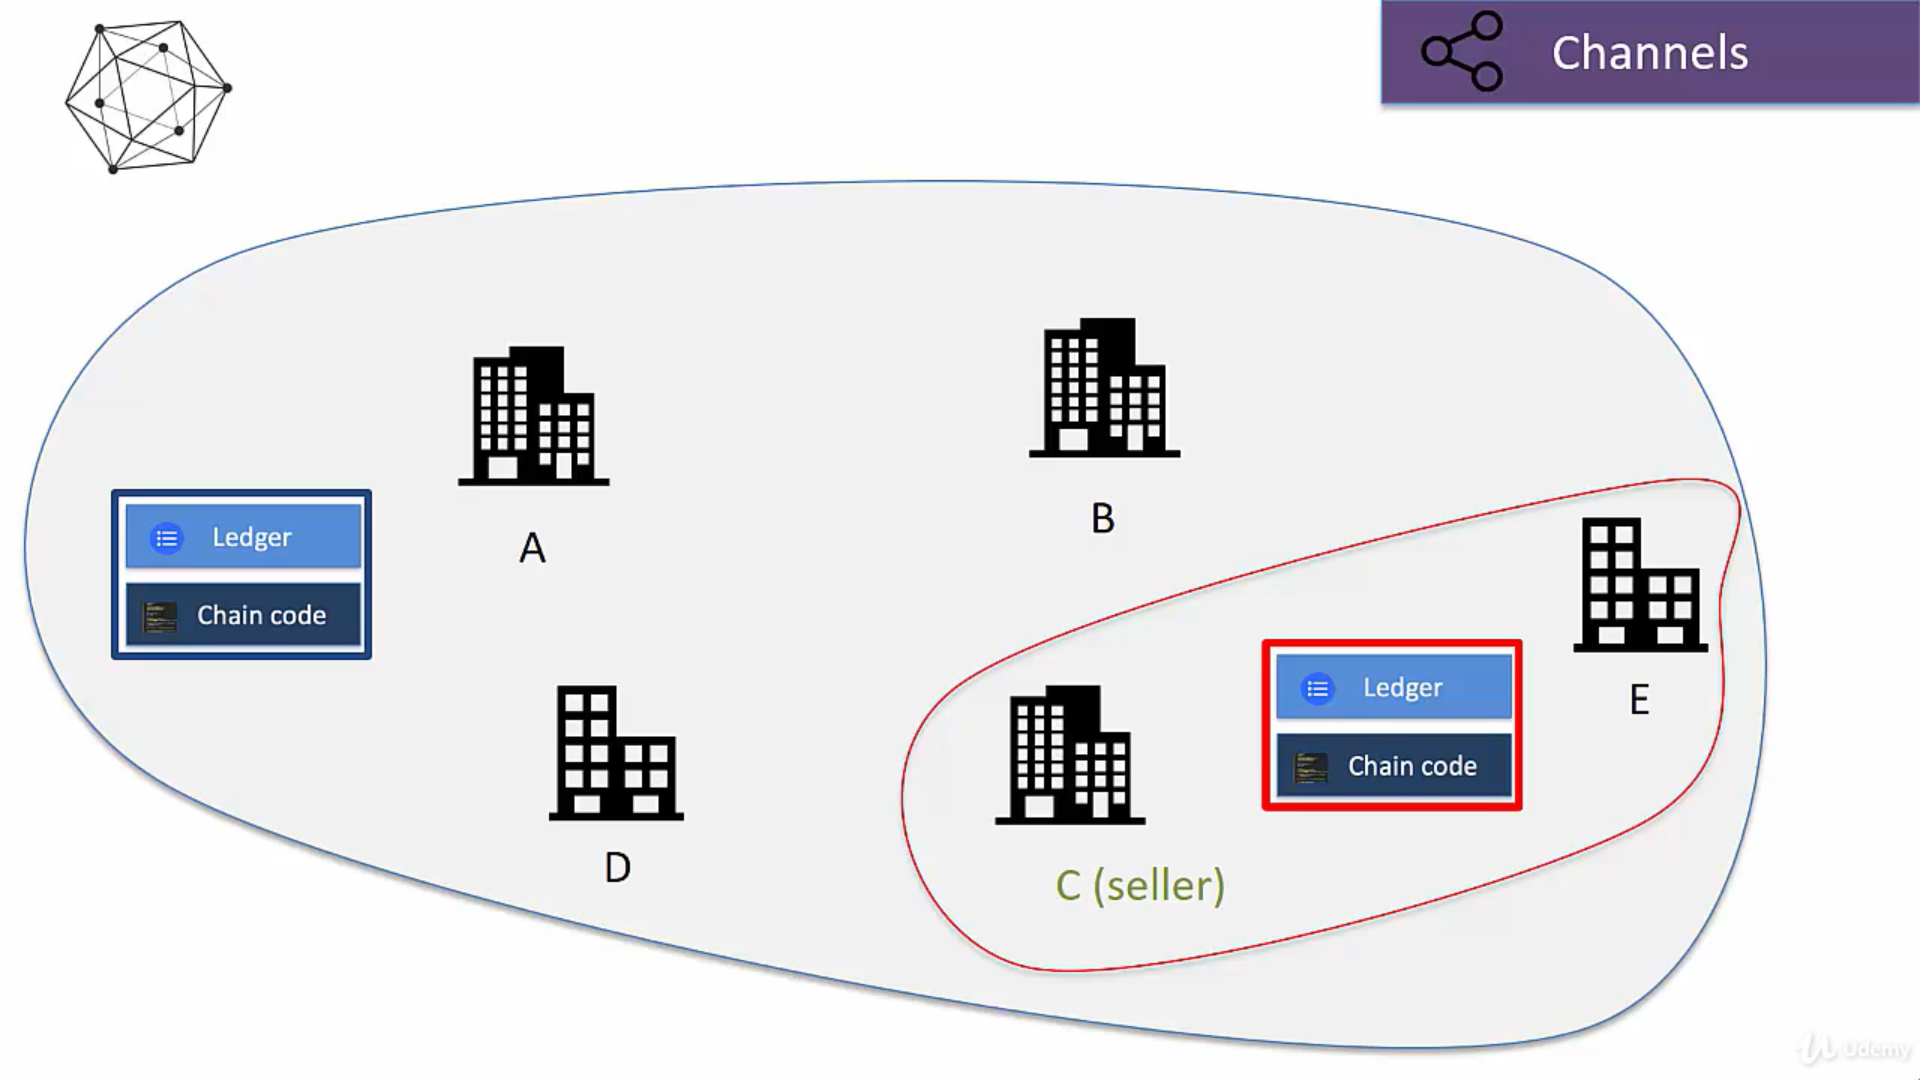 Channels
A
B
Ledger
Chain code
E
Ledger
Chain code
D
C (seller)
Udemy